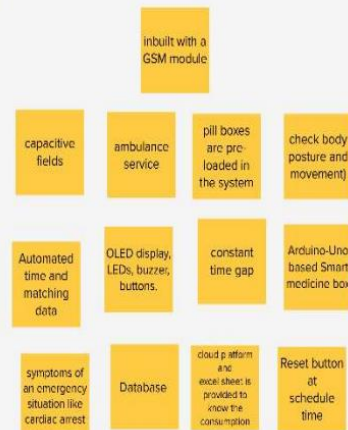 inbuilt with a
GSM module
capacitive
fields
ambulance
service
pill boxes
are pre-
loaded in
the system
check body
posture and
movement)
Automated
time and
matching
data
OLED display,
LEDs, buzzer,
buttons.
constant
time gap
Arduino-Uno
based Smart
medicine box
symptoms of
an emergency
situation like
cardiac arrest
Database
cloud platform
and
excel sheet is
provided to
know the
consumption
Reset button
at
schedule
time